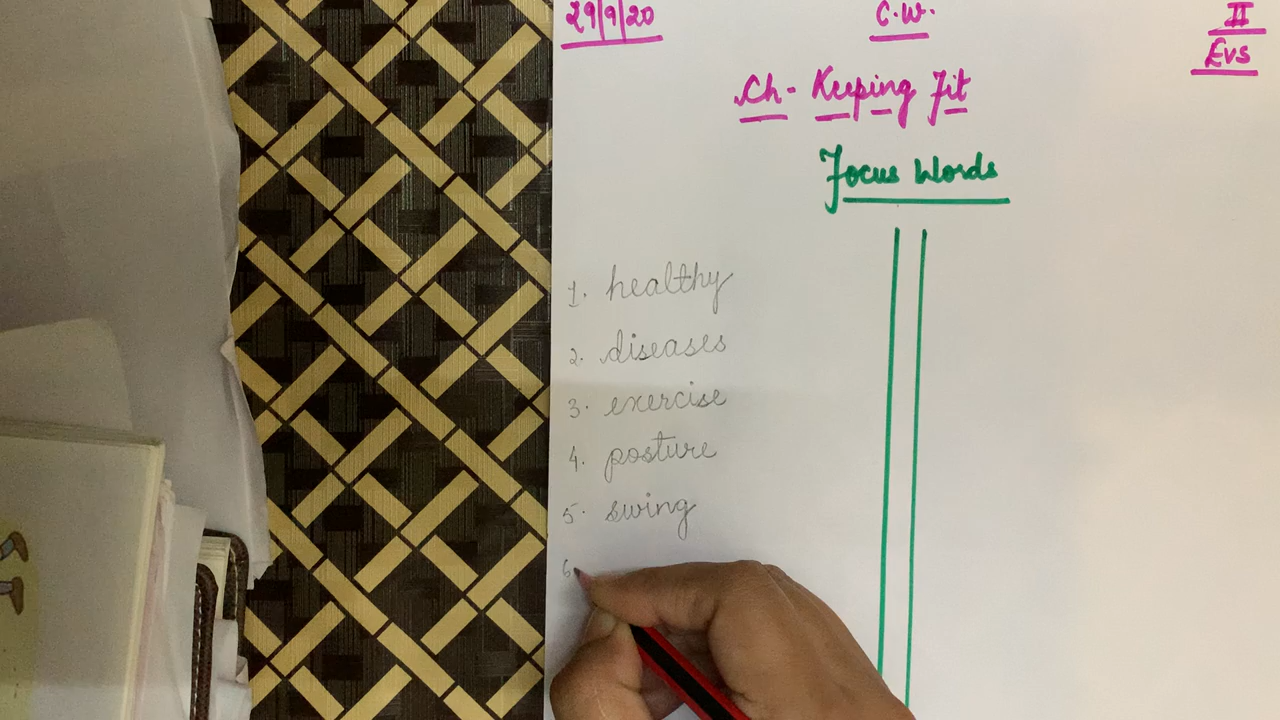 29/9/20 C.W. II
Evs
Ch- Keeping Fit
Focus Words
1. healthy
2. diseases
3. exercise
4. posture
5. swing
6